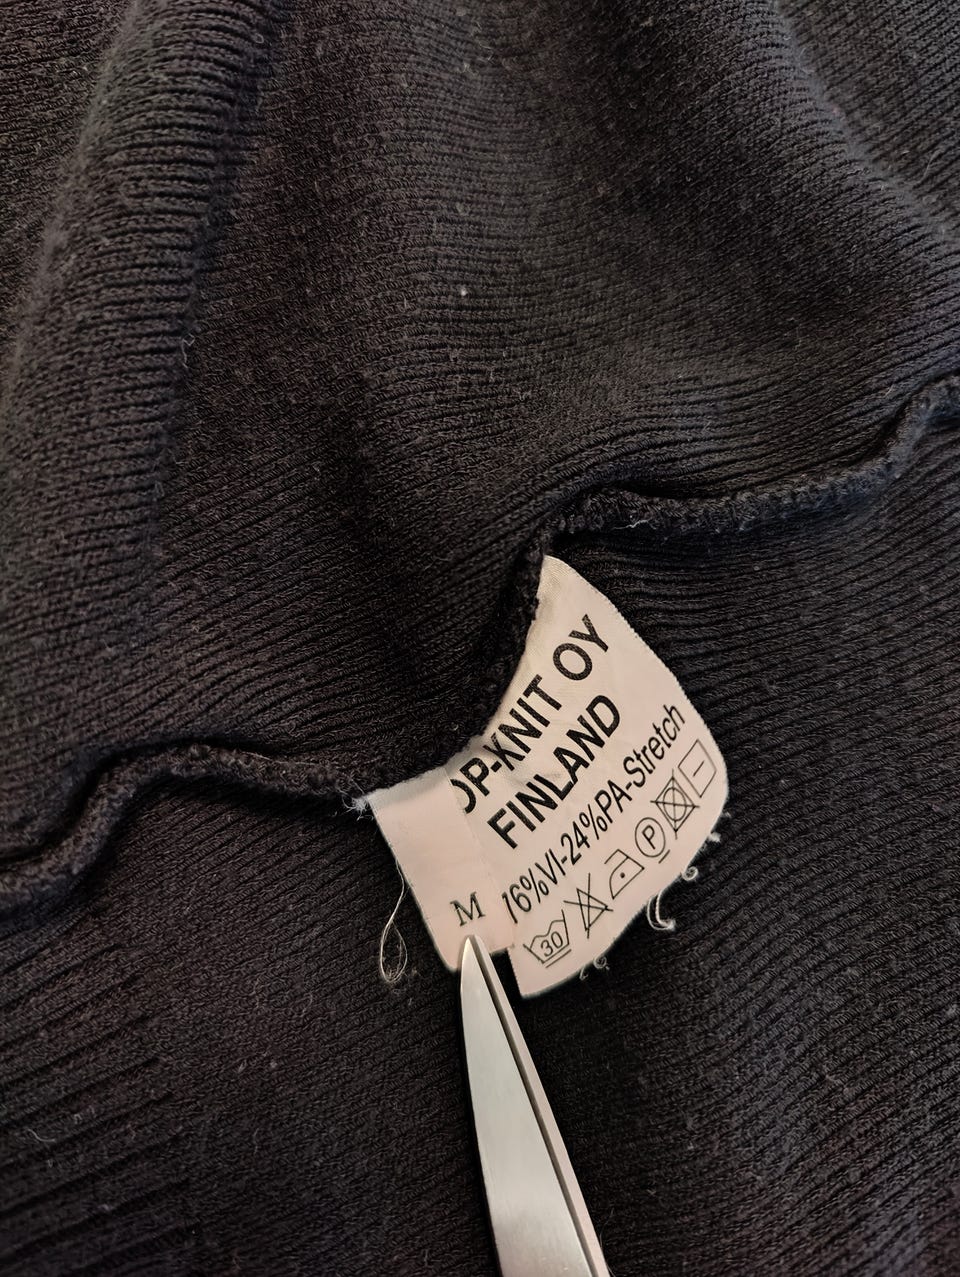 OP-KNIT OY
FINLAND
76%VI-24%PA-Stretch
30 P
M